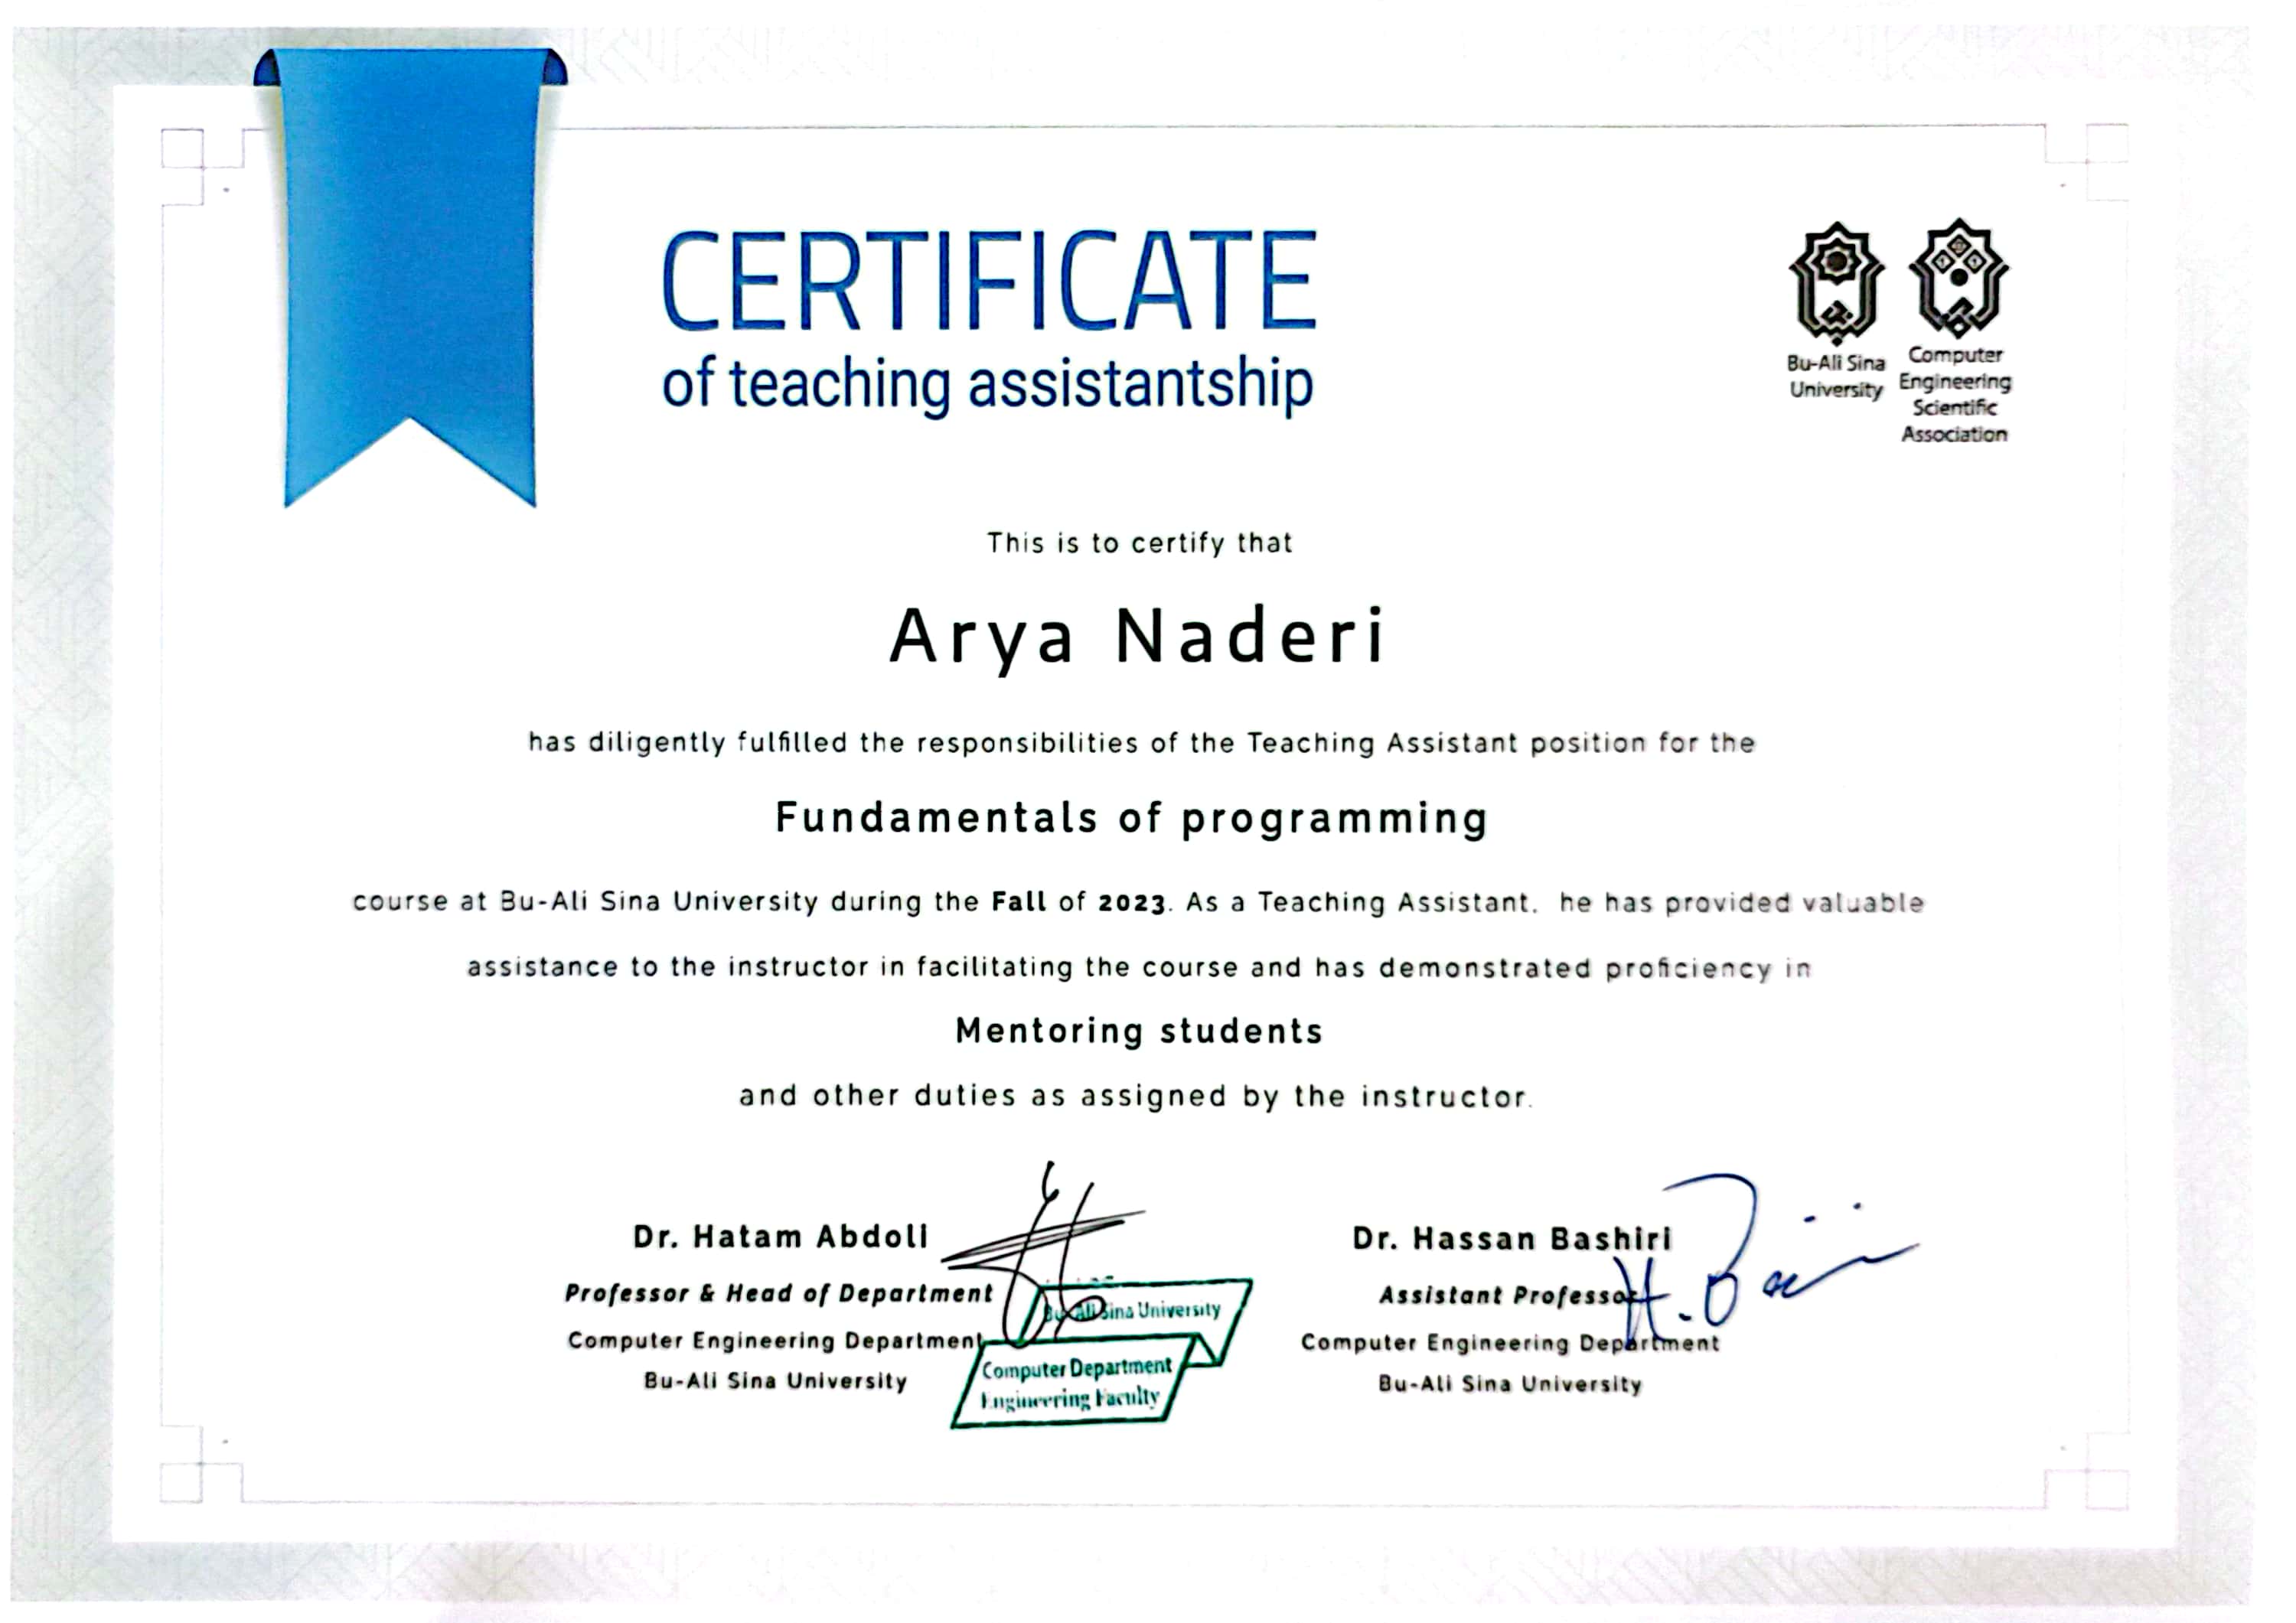 CERTIFICATE
of teaching assistantship
Bu-Ali Sina
University
Computer
Engineering
Scientific
Association
This is to certify that
Arya Naderi
has diligently fulfilled the responsibilities of the Teaching Assistant position for the
Fundamentals of programming
course at Bu-Ali Sina University during the Fall of 2023. As a Teaching Assistant, he has provided valuable
assistance to the instructor in facilitating the course and has demonstrated proficiency in
Mentoring students
and other duties as assigned by the instructor.
Dr. Hatam Abdoli
Professor & Head of Department
Computer Engineering Department
Bu-Ali Sina University
Bu-Ali Sina University
Computer Department
Engineering Faculty
Dr. Hassan Bashiri
Assistant Professor
Computer Engineering Department
Bu-Ali Sina University